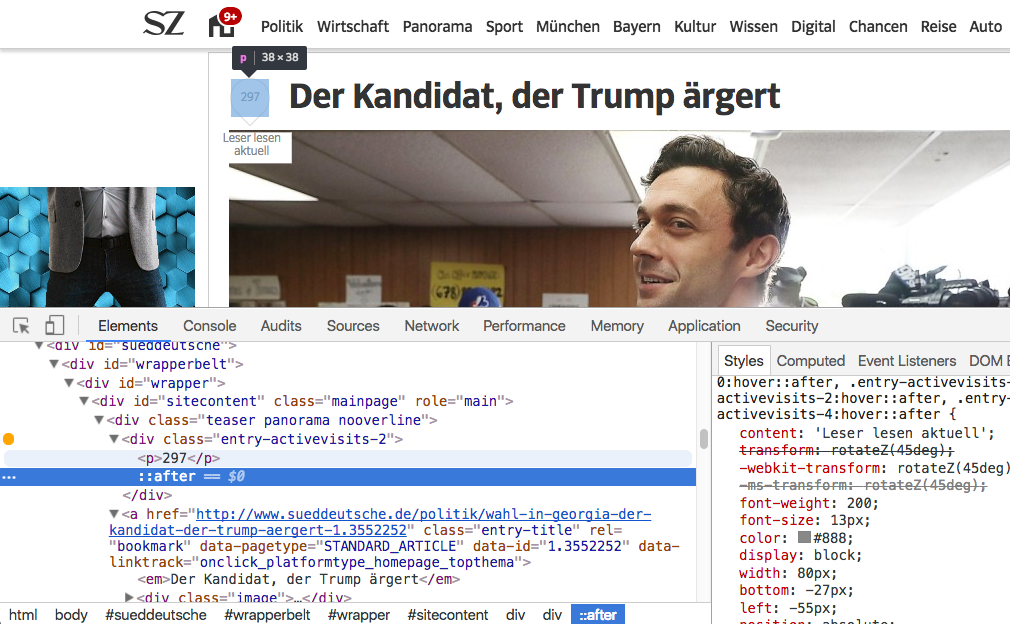 SZ
9+
Politik Wirtschaft Panorama Sport München Bayern Kultur Wissen Digital Chancen Reise Auto
p 38 × 38
297
Der Kandidat, der Trump ärgert
Leser lesen
aktuell
(678)
Elements Console Audits Sources Network Performance Memory Application Security
▼<div id="sueddeutsche">
▼<div id="wrapperbelt">
▼<div id="wrapper">
▼<div id="sitecontent" class="mainpage" role="main">
▼<div class="teaser panorama nooverline">
▼<div class="entry-activevisits-2">
<p>297</p>
… ::after == $0
</div>
▼<a href="http://www.sueddeutsche.de/politik/wahl-in-georgia-der-
kandidat-der-trump-aergert-1.3552252" class="entry-title" rel=
"bookmark" data-pagetype="STANDARD_ARTICLE" data-id="1.3552252" data-
linktrack="onclick_platformtype_homepage_topthema">
<em>Der Kandidat, der Trump ärgert</em>
▶<div class="image">…</div>
html body #sueddeutsche #wrapperbelt #wrapper #sitecontent div div ::after
Styles Computed Event Listeners DOM
0:hover::after, .entry-activevisits-
activevisits-2:hover::after, .entry-
activevisits-4:hover::after {
content: 'Leser lesen aktuell';
transform: rotateZ(45deg);
-webkit-transform: rotateZ(45deg)
-ms-transform: rotateZ(45deg);
font-weight: 200;
font-size: 13px;
color: #888;
display: block;
width: 80px;
bottom: -27px;
left: -55px;
position: absolute;